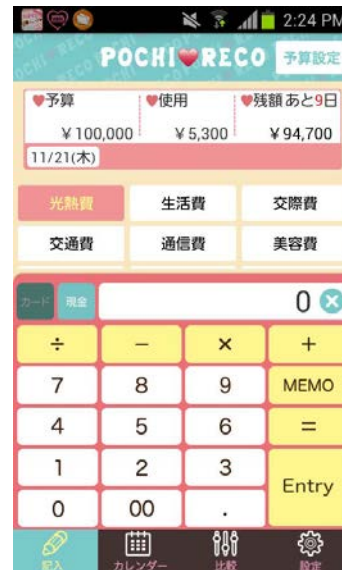 2:24 PM
POCHI♥RECO 予算設定
♥予算 ♥使用 ♥残額 あと9日
¥100,000 ¥5,300 ¥94,700
11/21(木)
光熱費 生活費 交際費
交通費 通信費 美容費
カード 現金 0
÷ − × +
7 8 9 MEMO
4 5 6 =
1 2 3
Entry
0 00 .
記入 カレンダー 比較 設定